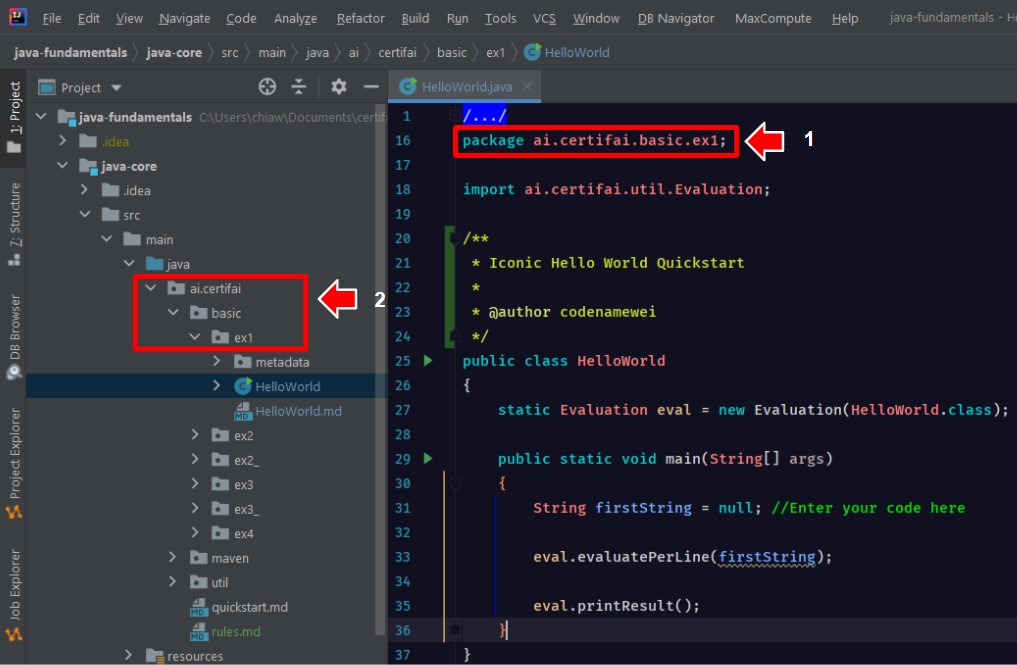 File Edit View Navigate Code Analyze Refactor Build Run Tools VCS Window DB Navigator MaxCompute Help java-fundamentals - H
java-fundamentals java-core src main java ai certifai basic ex1 HelloWorld
1: Project
7: Structure
DB Browser
Project Explorer
Job Explorer
Project
java-fundamentals C:\Users\chiaw\Documents\certif
.idea
java-core
.idea
src
main
java
ai.certifai
basic
ex1
metadata
HelloWorld
HelloWorld.md
ex2
ex2_
ex3
ex3_
ex4
maven
util
quickstart.md
rules.md
resources
2
HelloWorld.java
1 /.../
16 package ai.certifai.basic.ex1;
1
17
18 import ai.certifai.util.Evaluation;
19
20 /**
21 * Iconic Hello World Quickstart
22 *
23 * @author codenamewei
24 */
25 public class HelloWorld
26 {
27 static Evaluation eval = new Evaluation(HelloWorld.class);
28
29 public static void main(String[] args)
30 {
31 String firstString = null; //Enter your code here
32
33 eval.evaluatePerLine(firstString);
34
35 eval.printResult();
36 }
37 }